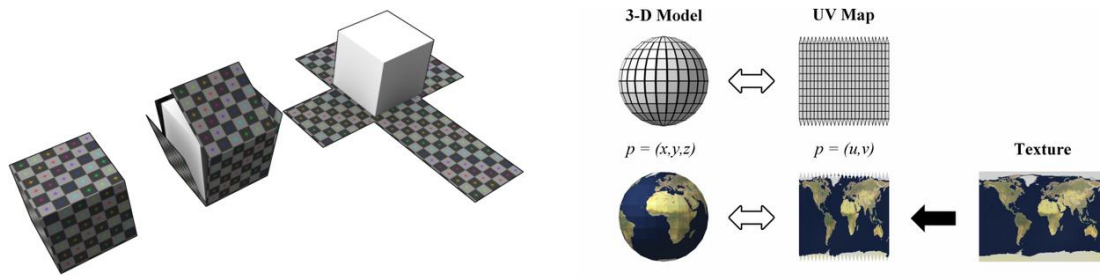 3-D Model
UV Map
p = (x,y,z)
p = (u,v)
Texture